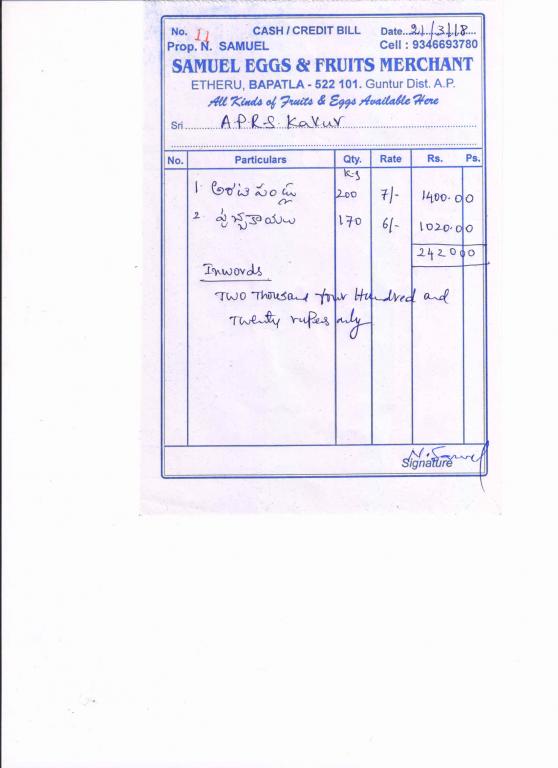 No. 11 CASH / CREDIT BILL Date 21/3/18
Prop. N. SAMUEL Cell : 9346693780
SAMUEL EGGS & FRUITS MERCHANT
ETHERU, BAPATLA - 522 101. Guntur Dist. A.P.
All Kinds of Fruits & Eggs Available Here
Sri A.P.R.S. Kavur
No. Particulars Qty. Rate Rs. Ps.
Kg
1 అరటి పండ్లు 200 7/- 1400.00
2 పుచ్చకాయలు 170 6/- 1020.00
2420 00
Inwords
Two Thousand four Hundred and
Twenty rupes only
N. Samuel
Signature